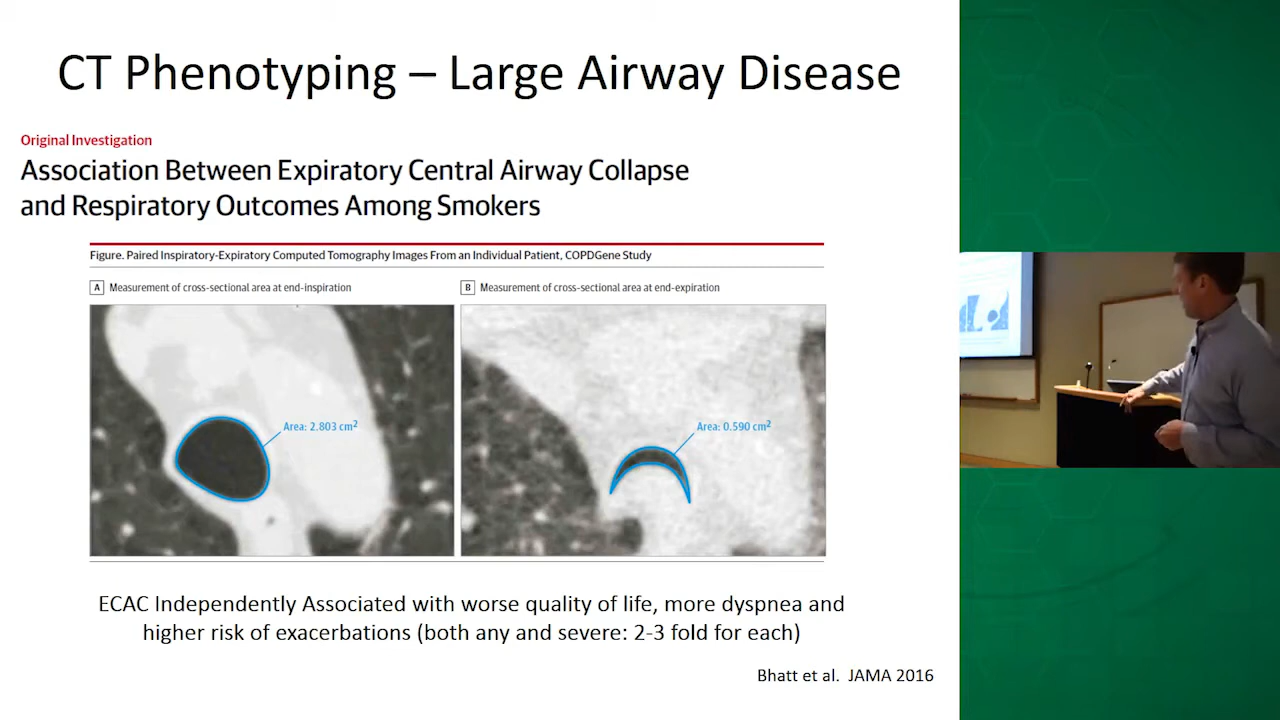 CT Phenotyping – Large Airway Disease
Original Investigation
Association Between Expiratory Central Airway Collapse
and Respiratory Outcomes Among Smokers
Figure. Paired Inspiratory-Expiratory Computed Tomography Images From an Individual Patient, COPDGene Study
A Measurement of cross-sectional area at end-inspiration
B Measurement of cross-sectional area at end-expiration
Area: 2.803 cm²
Area: 0.590 cm²
ECAC Independently Associated with worse quality of life, more dyspnea and
higher risk of exacerbations (both any and severe: 2-3 fold for each)
Bhatt et al. JAMA 2016